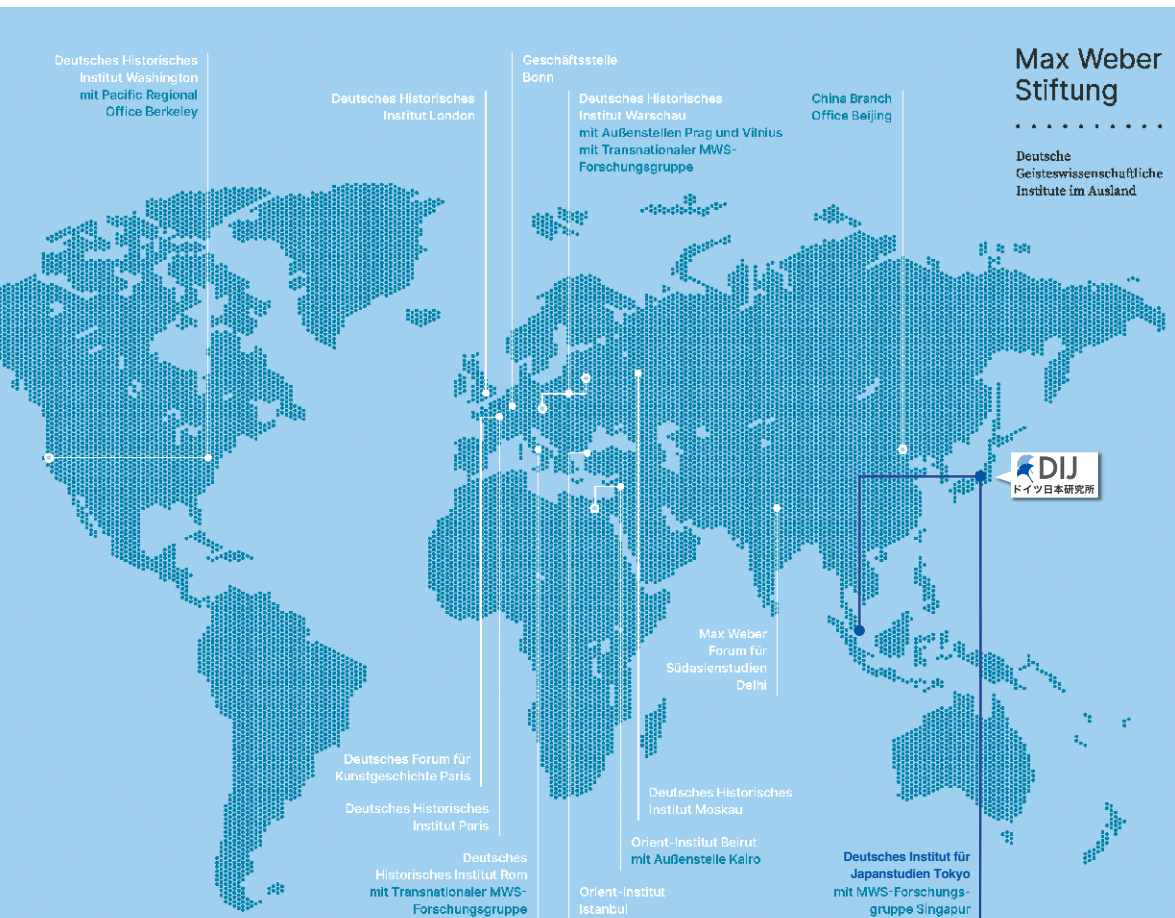 Deutsches Historisches
Institut Washington
mit Pacific Regional
Office Berkeley
Deutsches Historisches
Institut London
Geschäftsstelle
Bonn
Deutsches Historisches
Institut Warschau
mit Außenstellen Prag und Vilnius
mit Transnationaler MWS-
Forschungsgruppe
China Branch
Office Beijing
Max Weber
Stiftung
Deutsche
Geisteswissenschaftliche
Institute im Ausland
DIJ
ドイツ日本研究所
Max Weber
Forum für
Südasienstudien
Delhi
Deutsches Forum für
Kunstgeschichte Paris
Deutsches Historisches
Institut Paris
Deutsches
Historisches Institut Rom
mit Transnationaler MWS-
Forschungsgruppe
Orient-Institut
Istanbul
Orient-Institut Beirut
mit Außenstelle Kairo
Deutsches Historisches
Institut Moskau
Deutsches Institut für
Japanstudien Tokyo
mit MWS-Forschungs-
gruppe Singapur